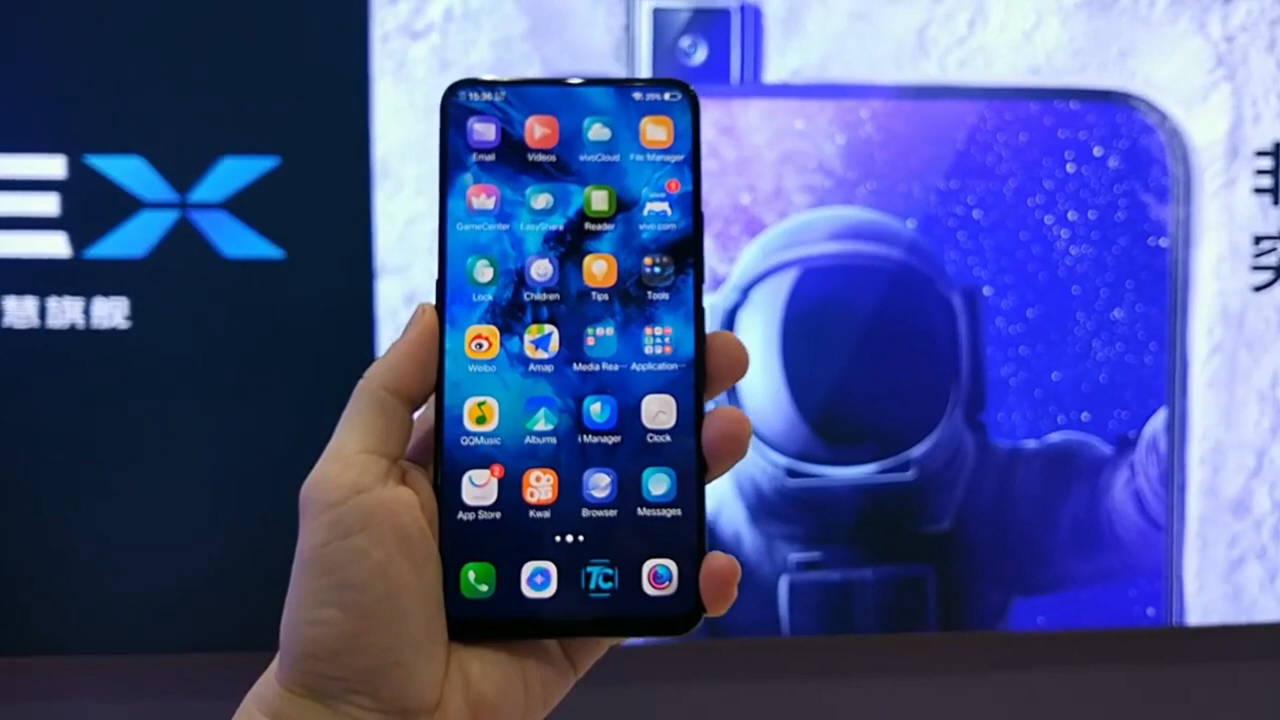 EX
慧旗舰
15:36
25%
Email Videos vivoCloud File Manager
GameCenter EasyShare Reader vivo.com
Lock Children Tips Tools
Weibo Amap Media Rea··· Application···
QQMusic Albums i Manager Clock
App Store Kwai Browser Messages
TC